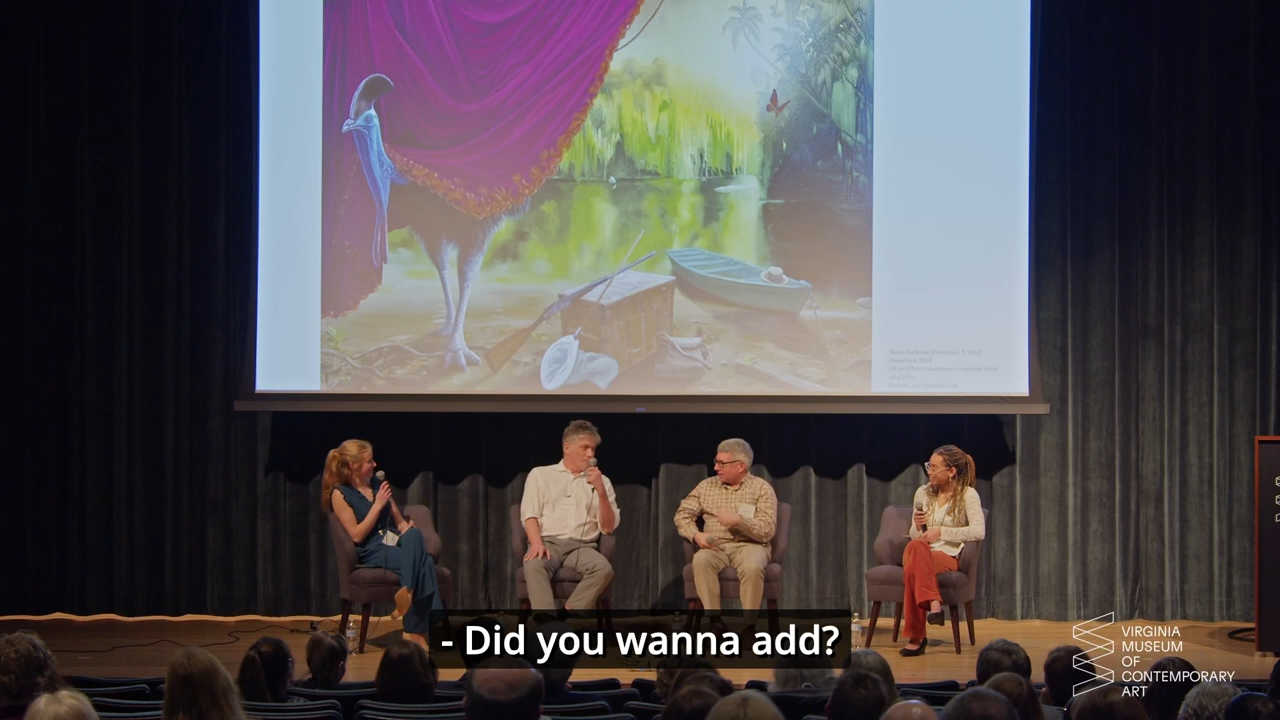 - Did you wanna add?
VIRGINIA
MUSEUM
OF
CONTEMPORARY
ART